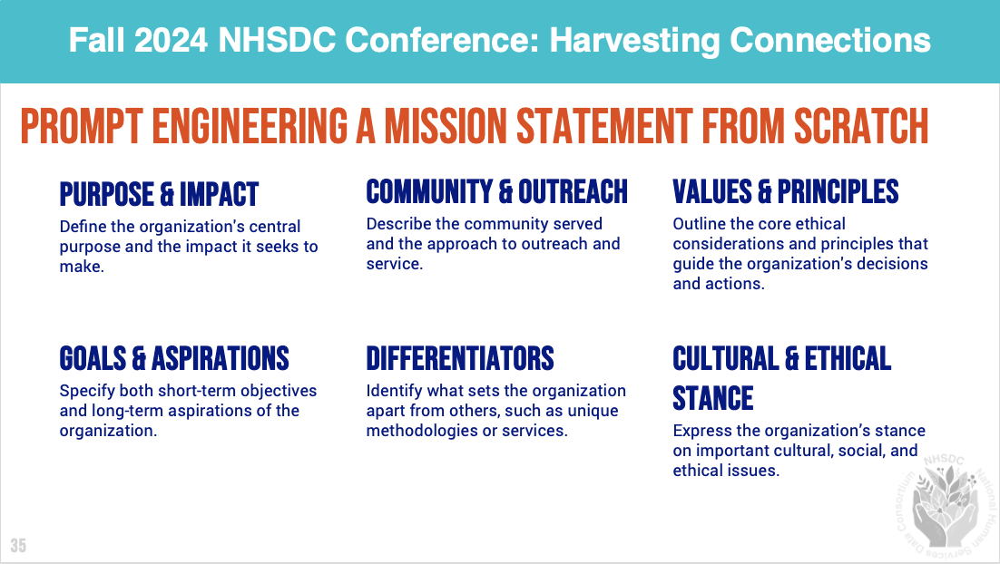 Fall 2024 NHSDC Conference: Harvesting Connections
PROMPT ENGINEERING A MISSION STATEMENT FROM SCRATCH
PURPOSE & IMPACT
Define the organization's central
purpose and the impact it seeks to
make.
COMMUNITY & OUTREACH
Describe the community served
and the approach to outreach and
service.
VALUES & PRINCIPLES
Outline the core ethical
considerations and principles that
guide the organization's decisions
and actions.
GOALS & ASPIRATIONS
Specify both short-term objectives
and long-term aspirations of the
organization.
DIFFERENTIATORS
Identify what sets the organization
apart from others, such as unique
methodologies or services.
CULTURAL & ETHICAL
STANCE
Express the organization's stance
on important cultural, social, and
ethical issues.
NHSDC
National Human Services Data Consortium
35